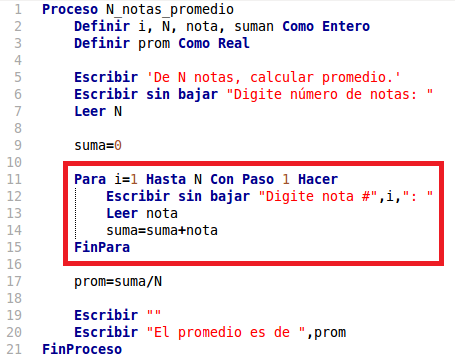 1 Proceso N_notas_promedio
2 Definir i, N, nota, suman Como Entero
3 Definir prom Como Real
4
5 Escribir 'De N notas, calcular promedio.'
6 Escribir sin bajar "Digite número de notas: "
7 Leer N
8
9 suma=0
10
11 Para i=1 Hasta N Con Paso 1 Hacer
12 Escribir sin bajar "Digite nota #",i,": "
13 Leer nota
14 suma=suma+nota
15 FinPara
16
17 prom=suma/N
18
19 Escribir ""
20 Escribir "El promedio es de ",prom
21 FinProceso